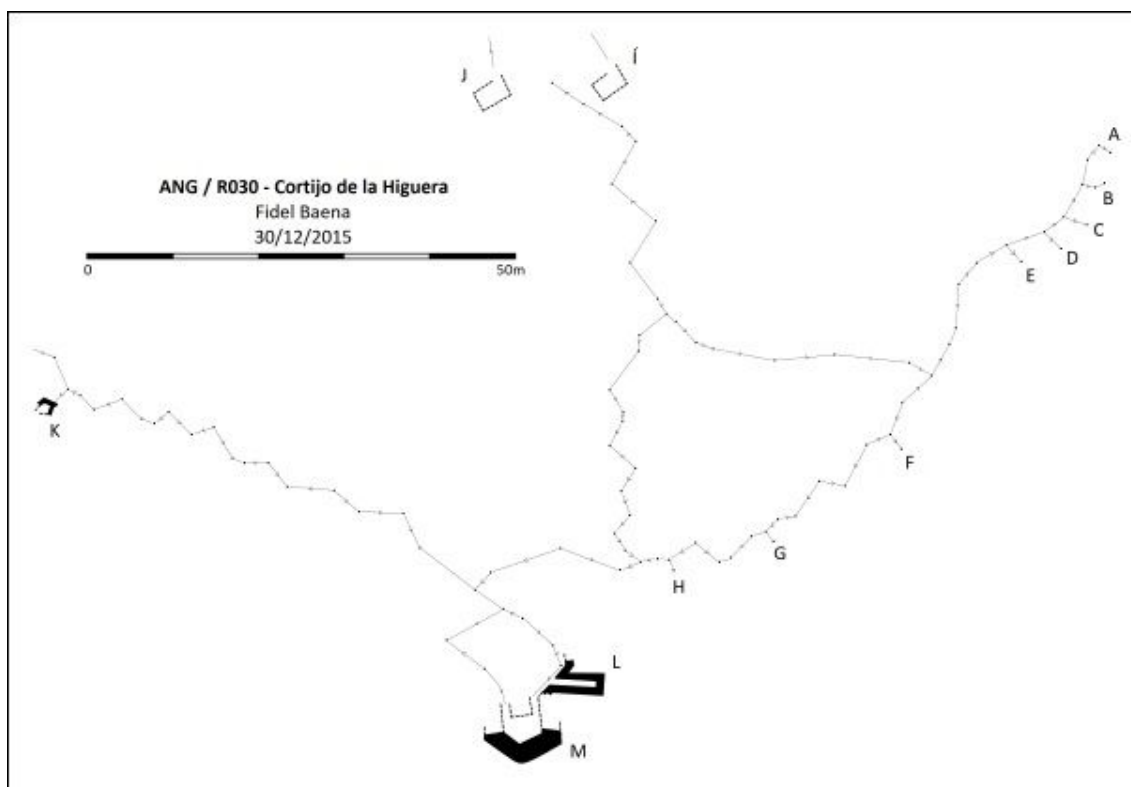 J
Í
A
B
C
D
E
ANG / R030 - Cortijo de la Higuera
Fidel Baena
30/12/2015
0
50m
K
F
G
H
L
M